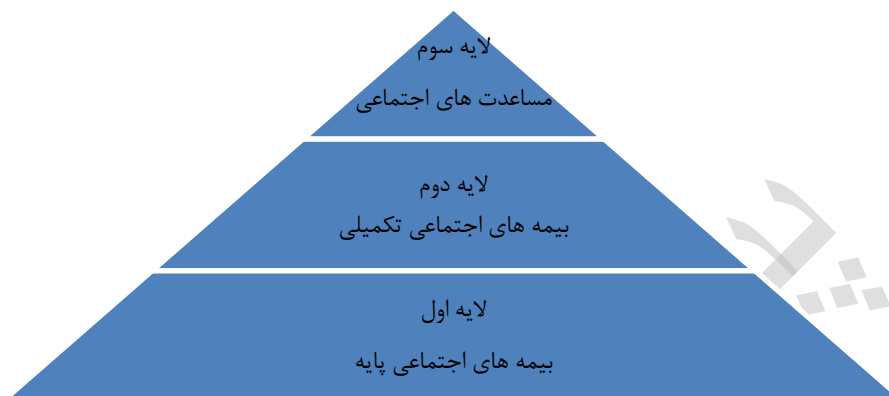 لایه سوم
مساعدت های اجتماعی
لایه دوم
بیمه های اجتماعی تکمیلی
لایه اول
بیمه های اجتماعی پایه